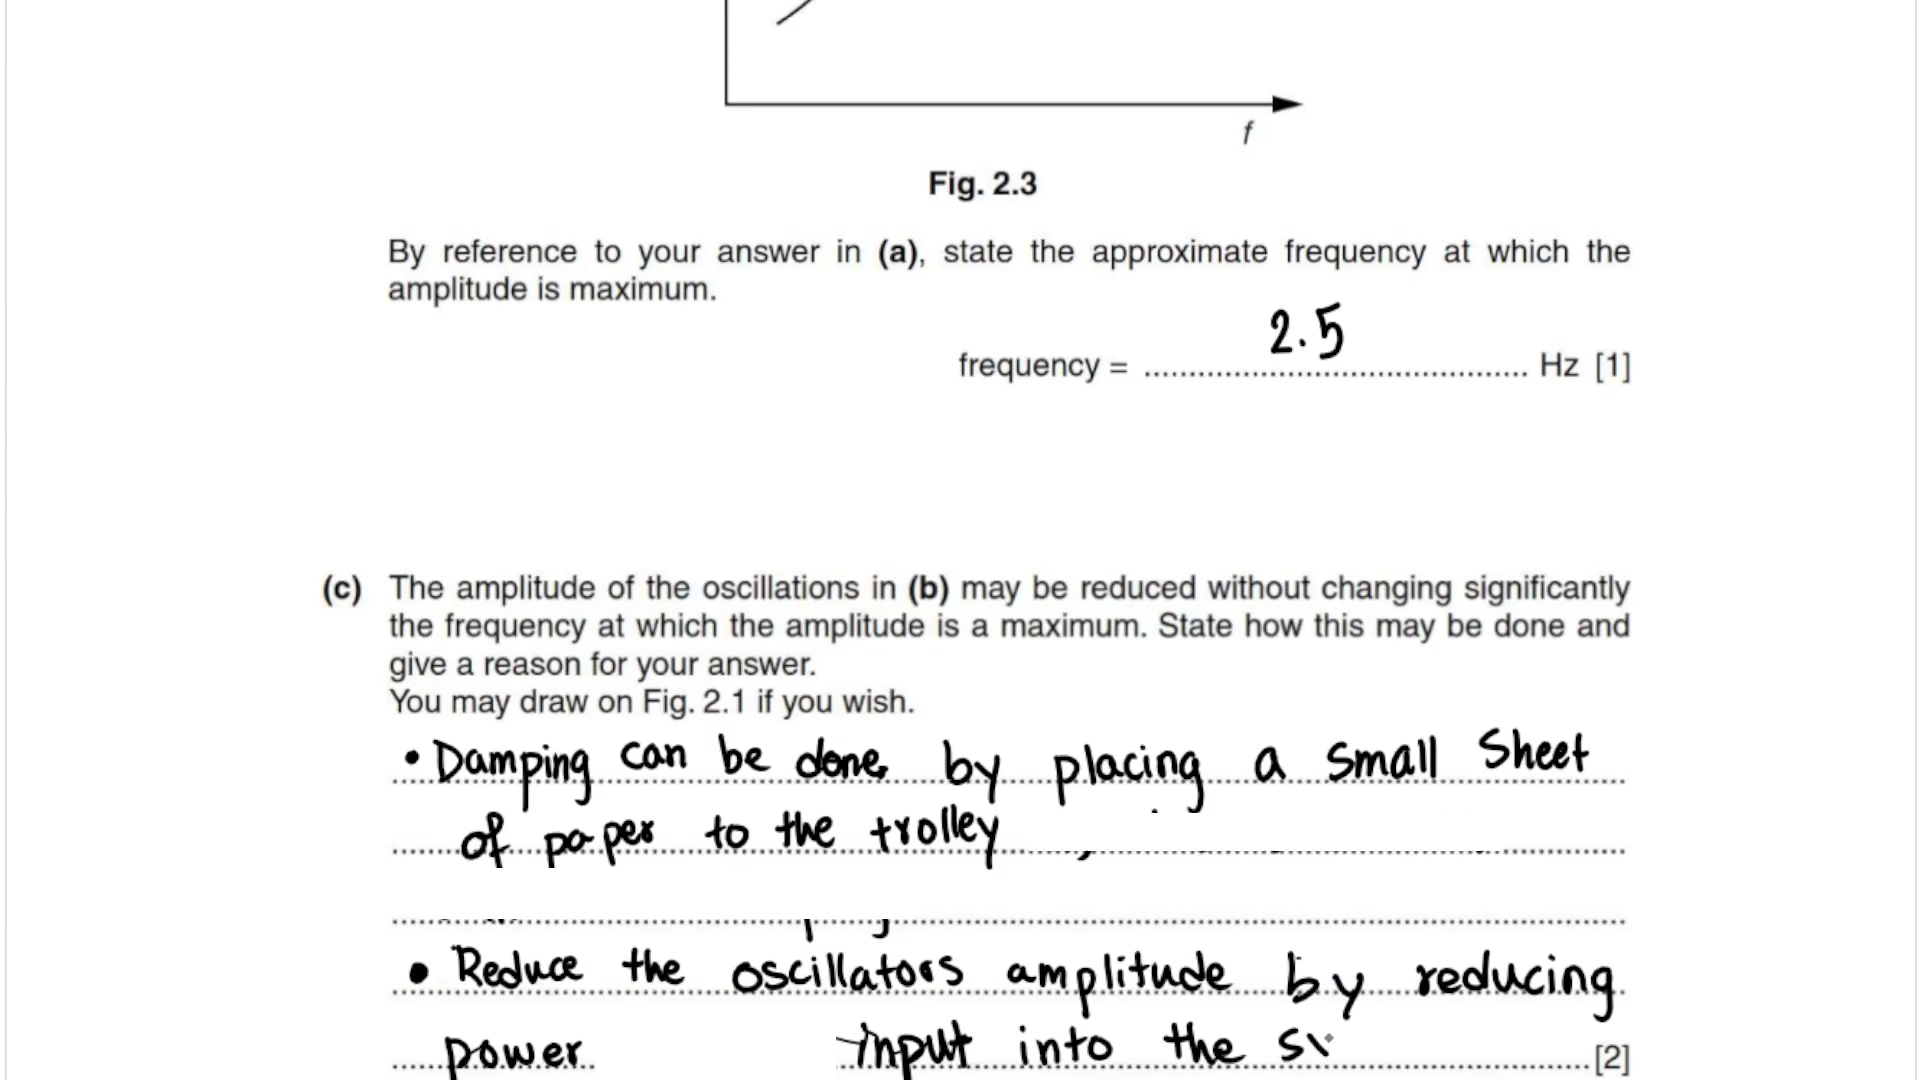 f
Fig. 2.3
By reference to your answer in (a), state the approximate frequency at which the
amplitude is maximum.
2.5
frequency = ........................................... Hz [1]
(c) The amplitude of the oscillations in (b) may be reduced without changing significantly
the frequency at which the amplitude is a maximum. State how this may be done and
give a reason for your answer.
You may draw on Fig. 2.1 if you wish.
• Damping can be done by placing a small Sheet
of paper to the trolley
• Reduce the oscillators amplitude by reducing
power input into the [2]